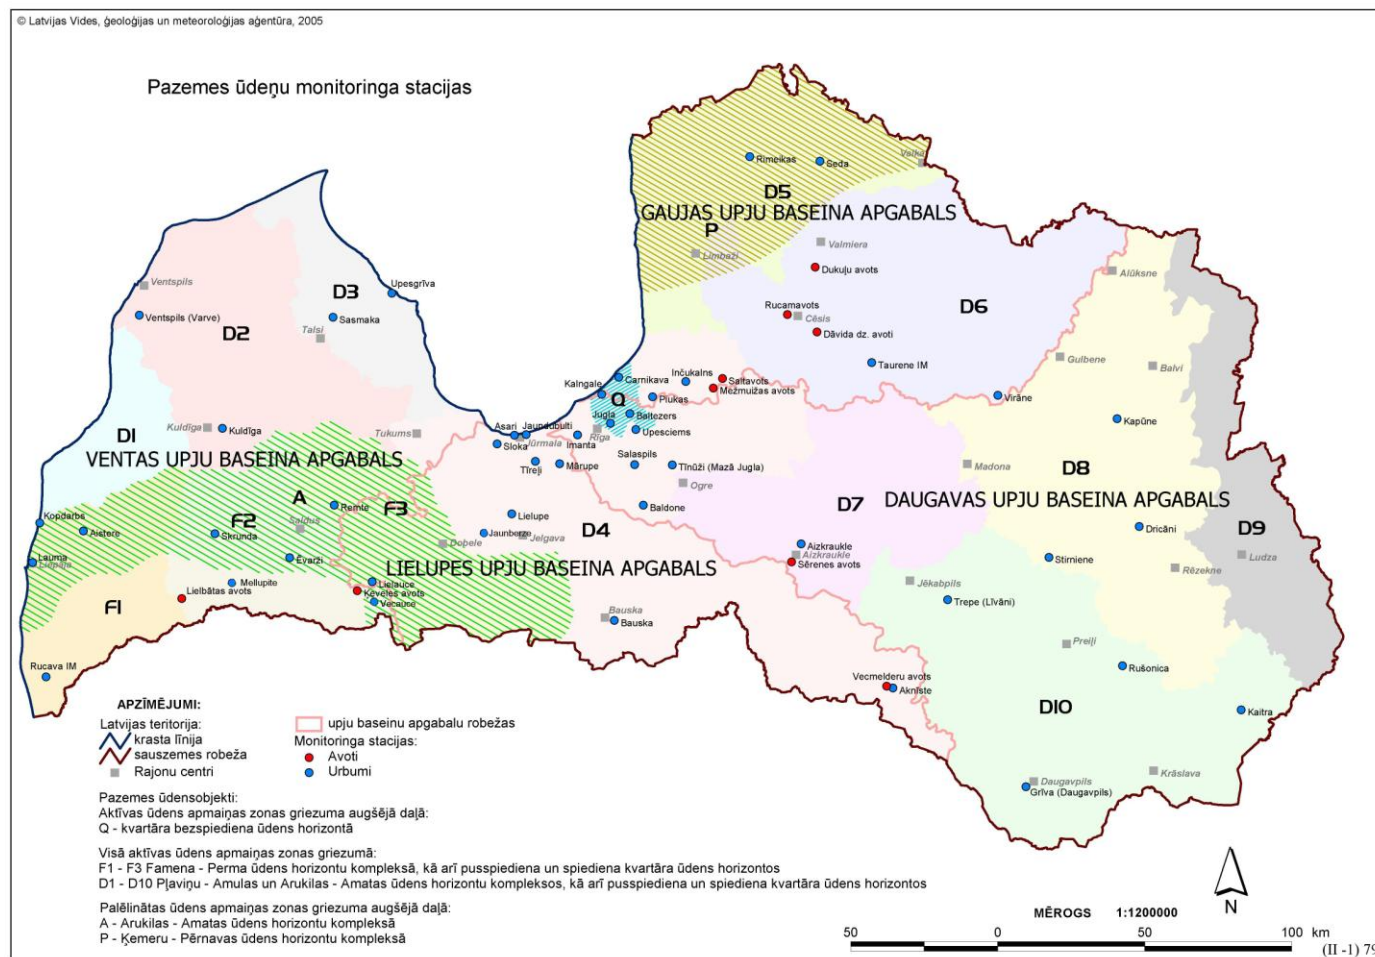 © Latvijas Vides, ģeoloģijas un meteoroloģijas aģentūra, 2005
Pazemes ūdeņu monitoringa stacijas
Rimeikas
Seda
Valka
D5
GAUJAS UPJU BASEINA APGABALS
P
Limbaži
Valmiera
Dukuļu avots
Alūksne
Ventspils
Upesgrīva
D3
Ventspils (Varve)
Sasmaka
D2
Talsi
Rucamavots
Cēsis
D6
Dāvida dz. avoti
Gulbene
Balvi
Taurene IM
Carnikava
Inčukalns
Saltavots
Mežmuižas avots
Kalngale
Q
Piukas
Virāne
Jugla
Baltezers
Kapūne
D1
Kuldīga
Kuldīga
Tukums
Asari
Jaundubulti
Jūrmala
Sloka
Imanta
Rīga
Upesciems
VENTAS UPJU BASEINA APGABALS
Tīreļi
Mārupe
Salaspils
Tīnūži (Mazā Jugla)
Madona
D8
Ogre
A
F3
Remte
Baldone
D7
DAUGAVAS UPJU BASEINA APGABALS
Kopdarbs
Aistere
F2
Saldus
Skrunda
Lielupe
Jaunberze
Jelgava
D4
Dricāni
D9
Dobele
Aizkraukle
Aizkraukle
Ludza
Lauma
Liepāja
Ēvarži
LIELUPES UPJU BASEINA APGABALS
Sērenes avots
Stirniene
Rēzekne
Mellupīte
Lielauce
Ķeveles avots
Vecauce
Jēkabpils
Lielbātas avots
F1
Trepe (Līvāni)
Bauska
Bauska
Preiļi
Rucava IM
Rušonica
Vecmelderu avots
Aknīste
D10
Kaitra
Krāslava
Daugavpils
Grīva (Daugavpils)
APZĪMĒJUMI:
Latvijas teritorija:
krasta līnija
sauszemes robeža
Rajonu centri
upju baseinu apgabalu robežas
Monitoringa stacijas:
Avoti
Urbumi
Pazemes ūdensobjekti:
Aktīvas ūdens apmaiņas zonas griezuma augšējā daļā:
Q - kvartāra bezspiediena ūdens horizontā
Visā aktīvas ūdens apmaiņas zonas griezumā:
F1 - F3 Famena - Perma ūdens horizontu kompleksā, kā arī pusspiediena un spiediena kvartāra ūdens horizontos
D1 - D10 Pļaviņu - Amulas un Arukilas - Amatas ūdens horizontu kompleksos, kā arī pusspiediena un spiediena kvartāra ūdens horizontos
Palēlinātas ūdens apmaiņas zonas griezuma augšējā daļā:
A - Arukilas - Amatas ūdens horizontu kompleksā
P - Ķemeru - Pērnavas ūdens horizontu kompleksā
N
MĒROGS 1:1200000
50 0 50 100 km
(II -1) 79